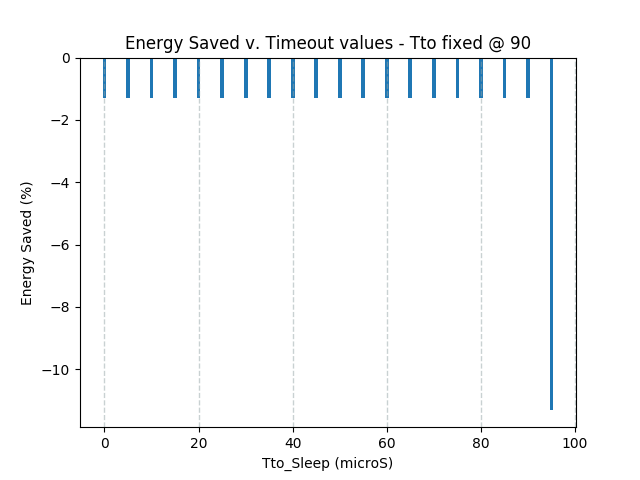 Energy Saved v. Timeout values - Tto fixed @ 90
0
−2
−4
−6
−8
−10
Energy Saved (%)
0 20 40 60 80 100
Tto_Sleep (microS)